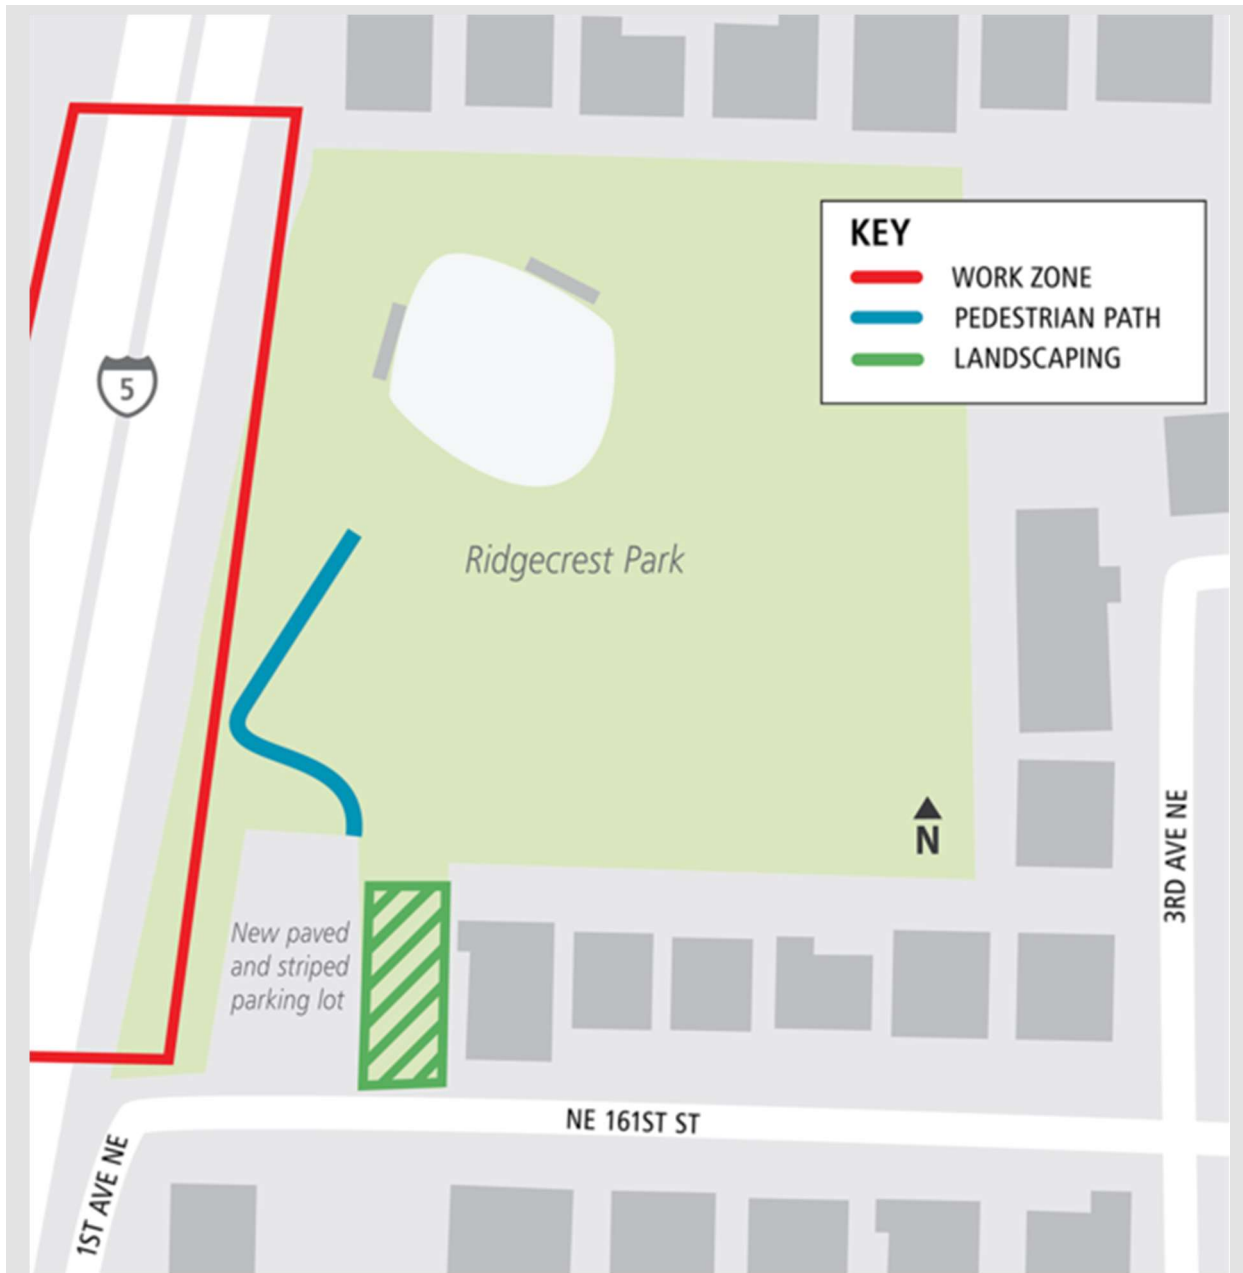 KEY
WORK ZONE
PEDESTRIAN PATH
LANDSCAPING
5
Ridgecrest Park
N
3RD AVE NE
New paved
and striped
parking lot
NE 161ST ST
1ST AVE NE